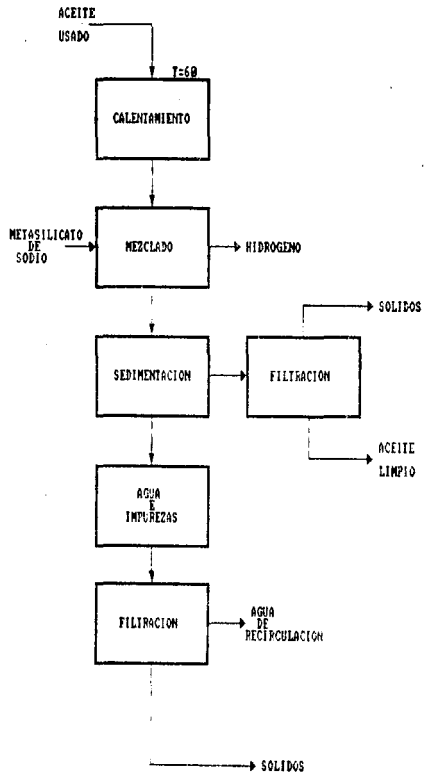 ACEITE
USADO
T=60
CALENTAMIENTO
METASILICATO
DE
SODIO
MEZCLADO
HIDROGENO
SOLIDOS
SEDIMENTACION
FILTRACION
ACEITE
LIMPIO
AGUA
E
IMPUREZAS
FILTRACION
AGUA
DE
RECIRCULACION
SOLIDOS